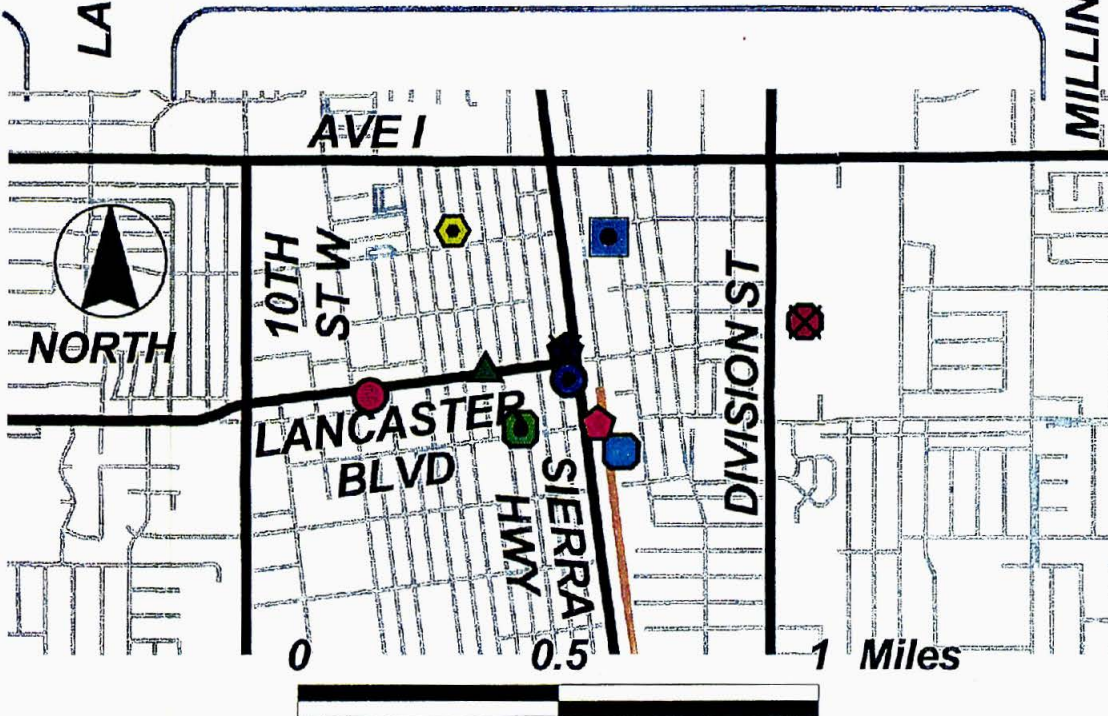 LA
MILLIN
AVE I
10TH
ST W
NORTH
DIVISION ST
LANCASTER
BLVD
SIERRA
HWY
0 0.5 1 Miles